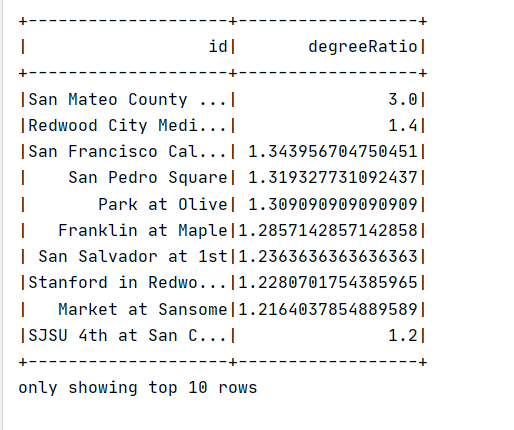 +--------------------+------------------+
|                  id|       degreeRatio|
+--------------------+------------------+
|San Mateo County ...|               3.0|
|Redwood City Medi...|               1.4|
|San Francisco Cal...| 1.343956704750451|
|    San Pedro Square| 1.319327731092437|
|       Park at Olive| 1.309090909090909|
|   Franklin at Maple|1.2857142857142858|
| San Salvador at 1st|1.2363636363636363|
|Stanford in Redwo...|1.2280701754385965|
|   Market at Sansome|1.2164037854889589|
|SJSU 4th at San C...|               1.2|
+--------------------+------------------+
only showing top 10 rows